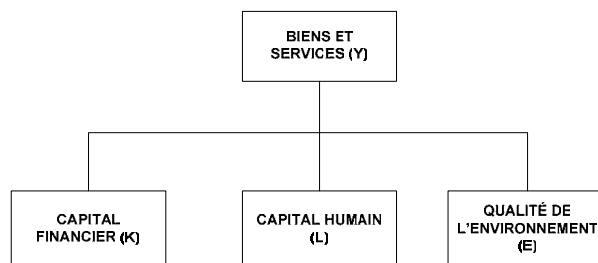 BIENS ET
SERVICES (Y)
CAPITAL
FINANCIER (K)
CAPITAL HUMAIN
(L)
QUALITÉ DE
L'ENVIRONNEMENT
(E)